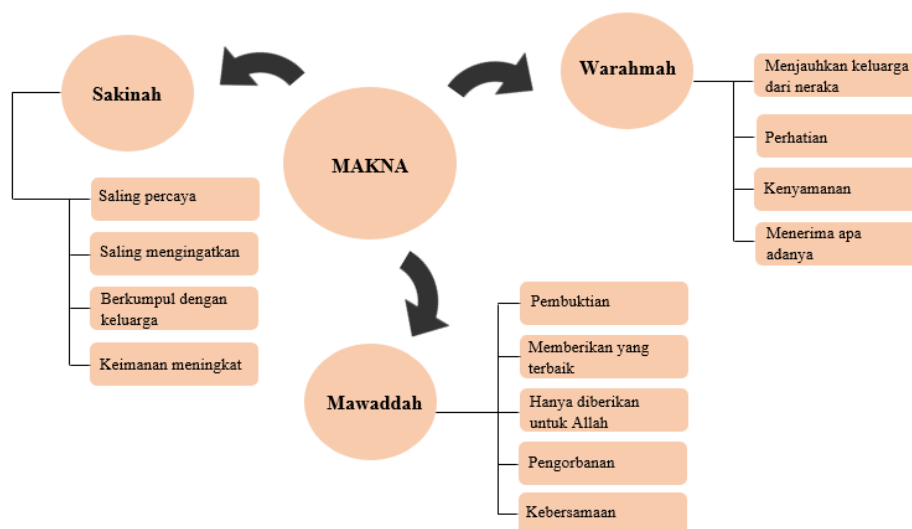 MAKNA
Sakinah
Saling percaya
Saling mengingatkan
Berkumpul dengan
keluarga
Keimanan meningkat
Warahmah
Menjauhkan keluarga
dari neraka
Perhatian
Kenyamanan
Menerima apa
adanya
Mawaddah
Pembuktian
Memberikan yang
terbaik
Hanya diberikan
untuk Allah
Pengorbanan
Kebersamaan